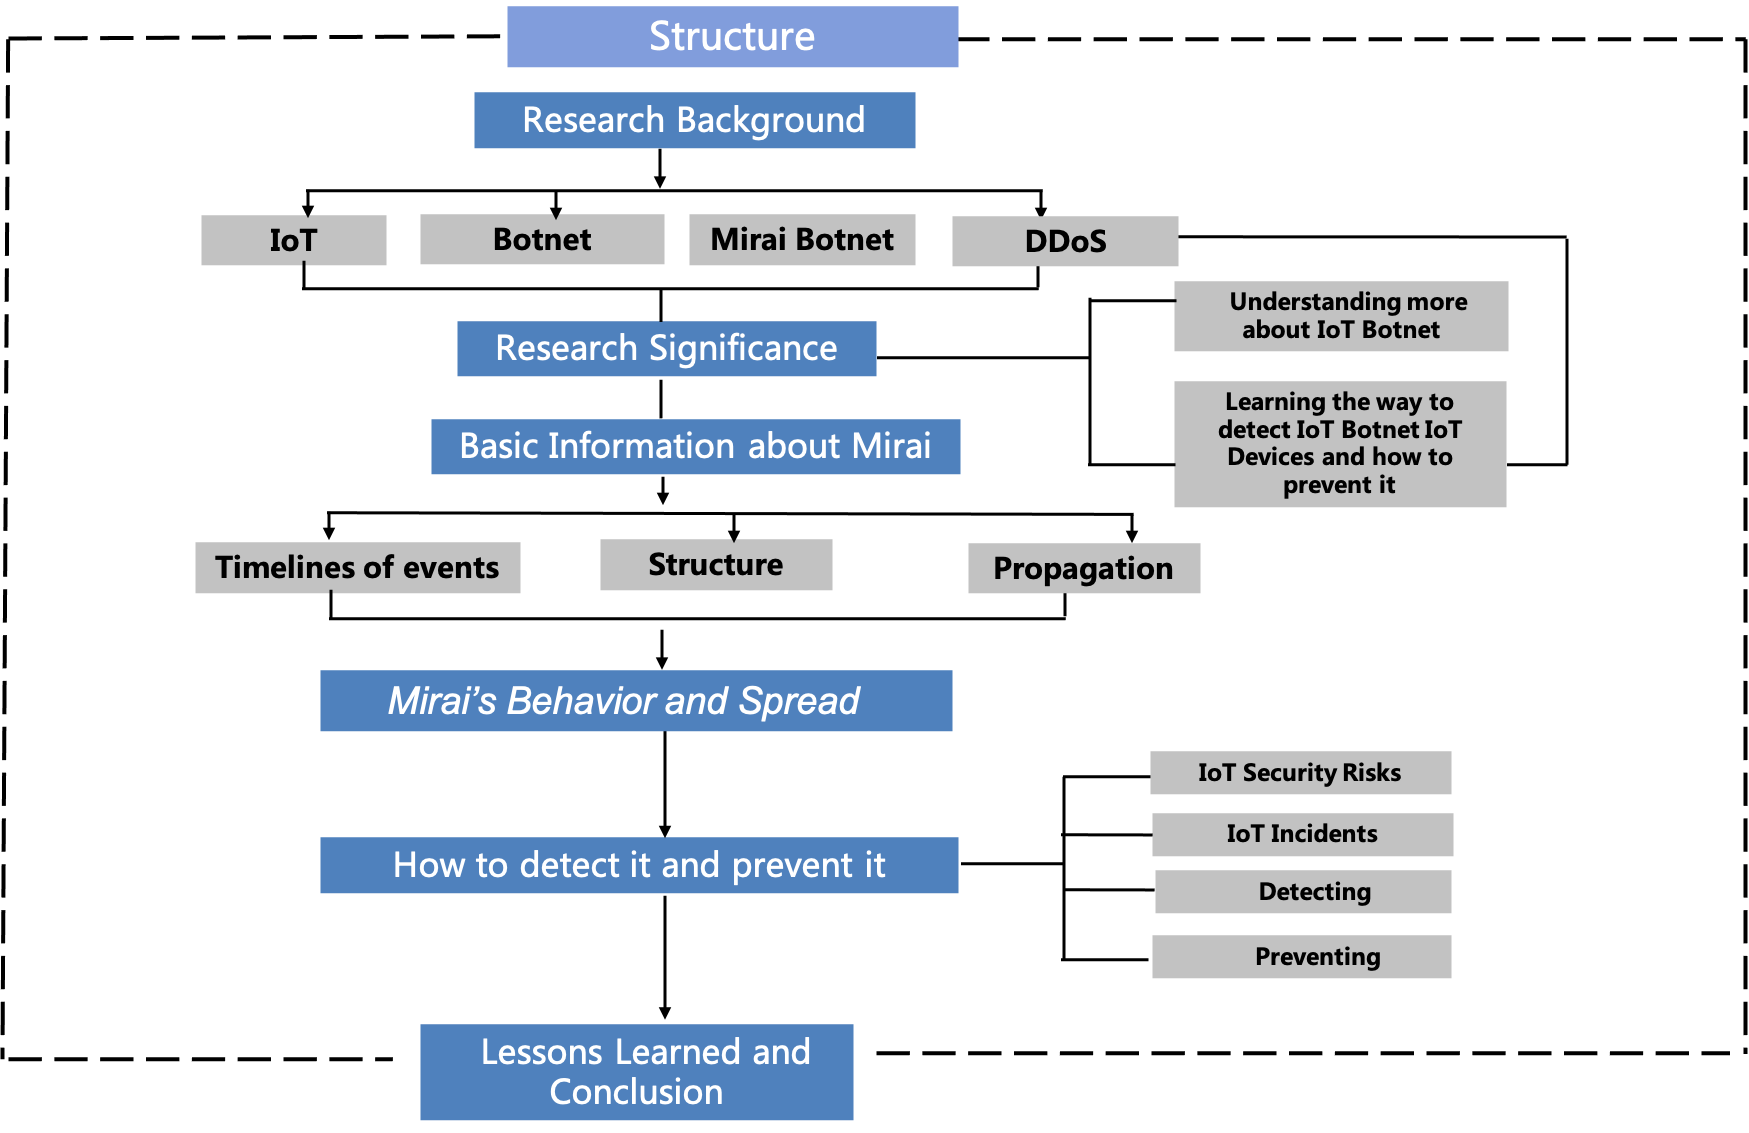 Structure
Research Background
IoT
Botnet
Mirai Botnet
DDoS
Understanding more
about IoT Botnet
Research Significance
Learning the way to
detect IoT Botnet IoT
Devices and how to
prevent it
Basic Information about Mirai
Timelines of events
Structure
Propagation
Mirai’s Behavior and Spread
IoT Security Risks
IoT Incidents
How to detect it and prevent it
Detecting
Preventing
Lessons Learned and
Conclusion